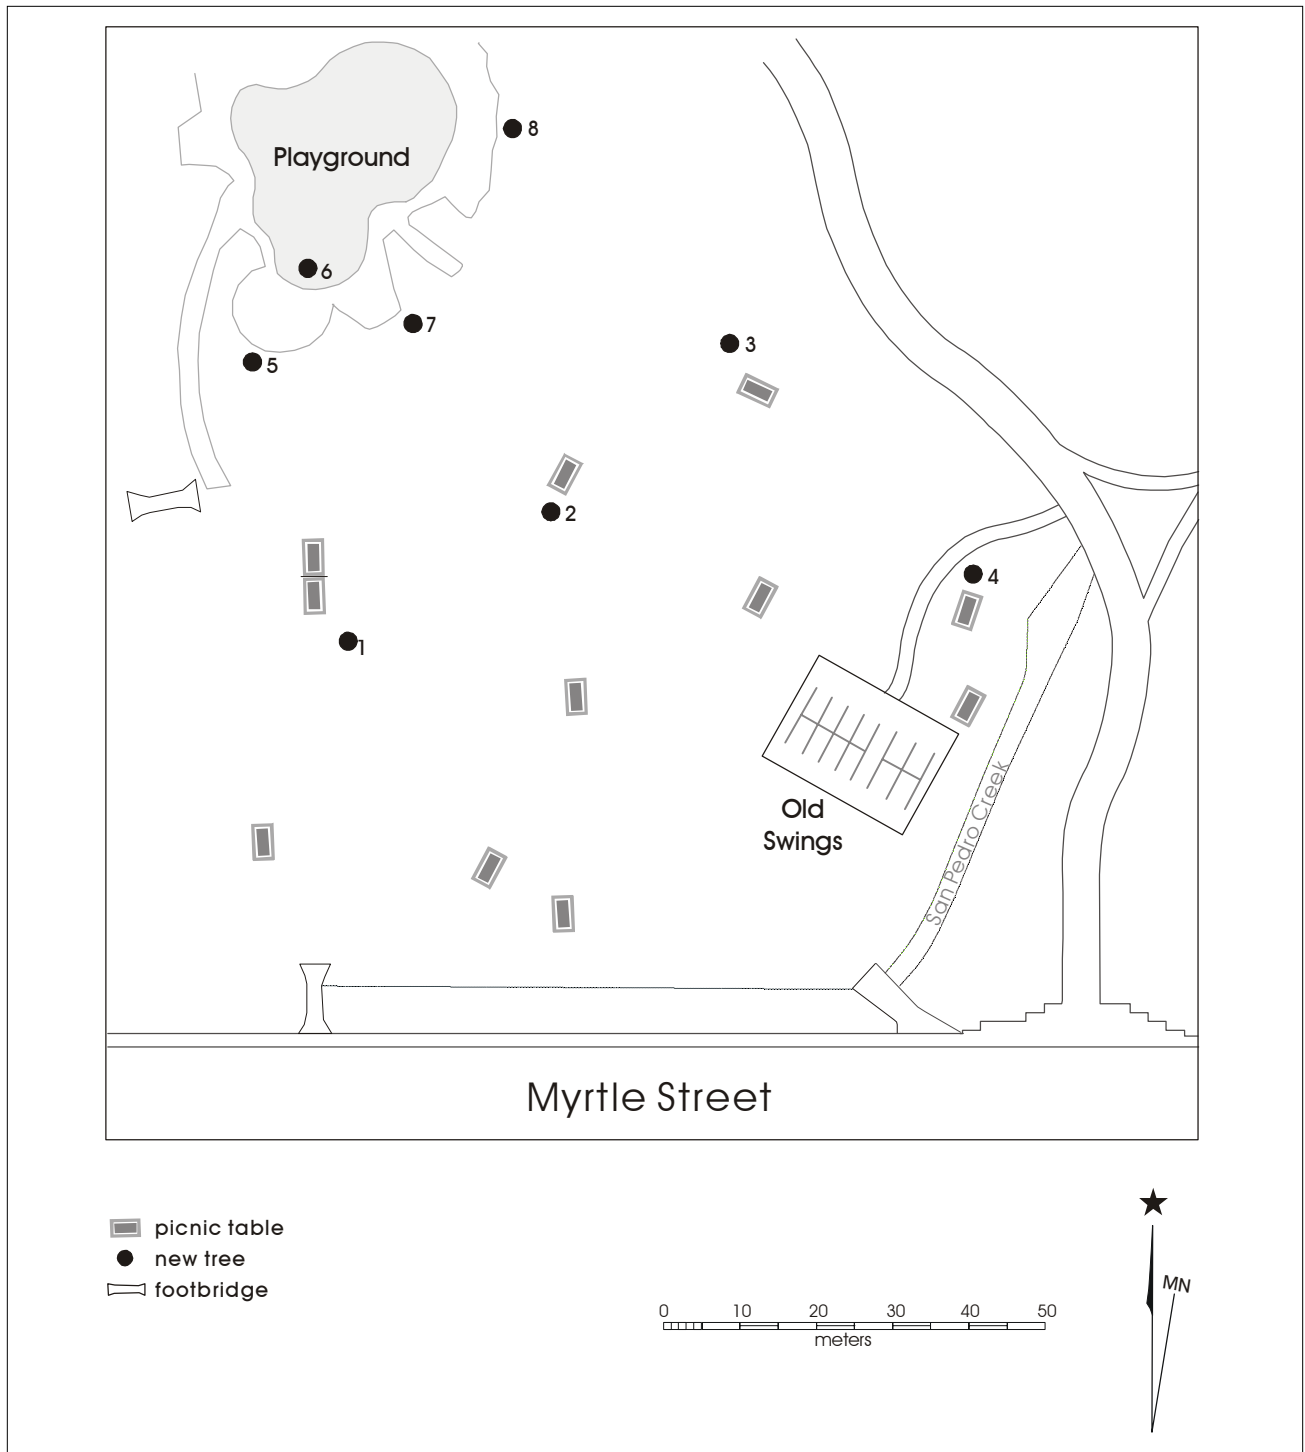 8
Playground
6
7
5
3
2
4
1
Old
Swings
San Pedro Creek
Myrtle Street
picnic table
new tree
footbridge
MN
0 10 20 30 40 50
meters